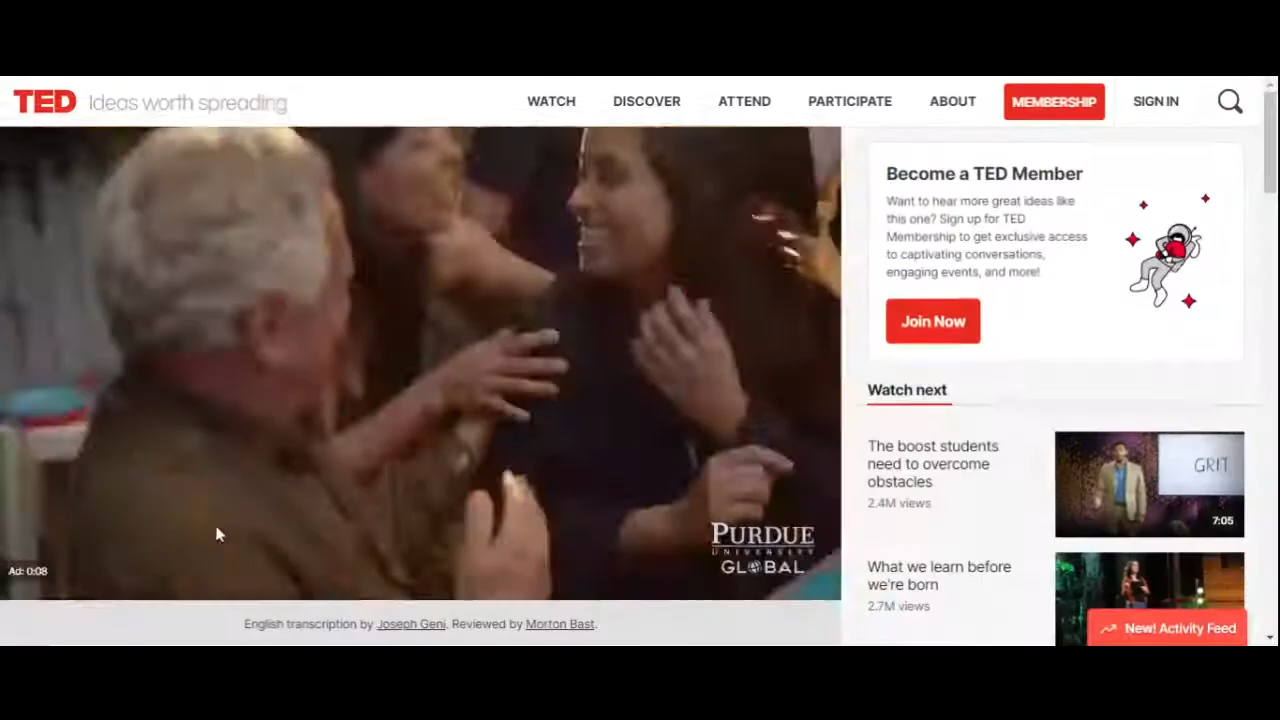 TED Ideas worth spreading
WATCH DISCOVER ATTEND PARTICIPATE ABOUT MEMBERSHIP SIGN IN
Become a TED Member
Want to hear more great ideas like
this one? Sign up for TED
Membership to get exclusive access
to captivating conversations,
engaging events, and more!
Join Now
Watch next
The boost students
need to overcome
obstacles
2.4M views
GRIT
7:05
What we learn before
we're born
2.7M views
New! Activity Feed
PURDUE
UNIVERSITY
GLOBAL
Ad: 0:08
English transcription by Joseph Geni. Reviewed by Morton Bast.